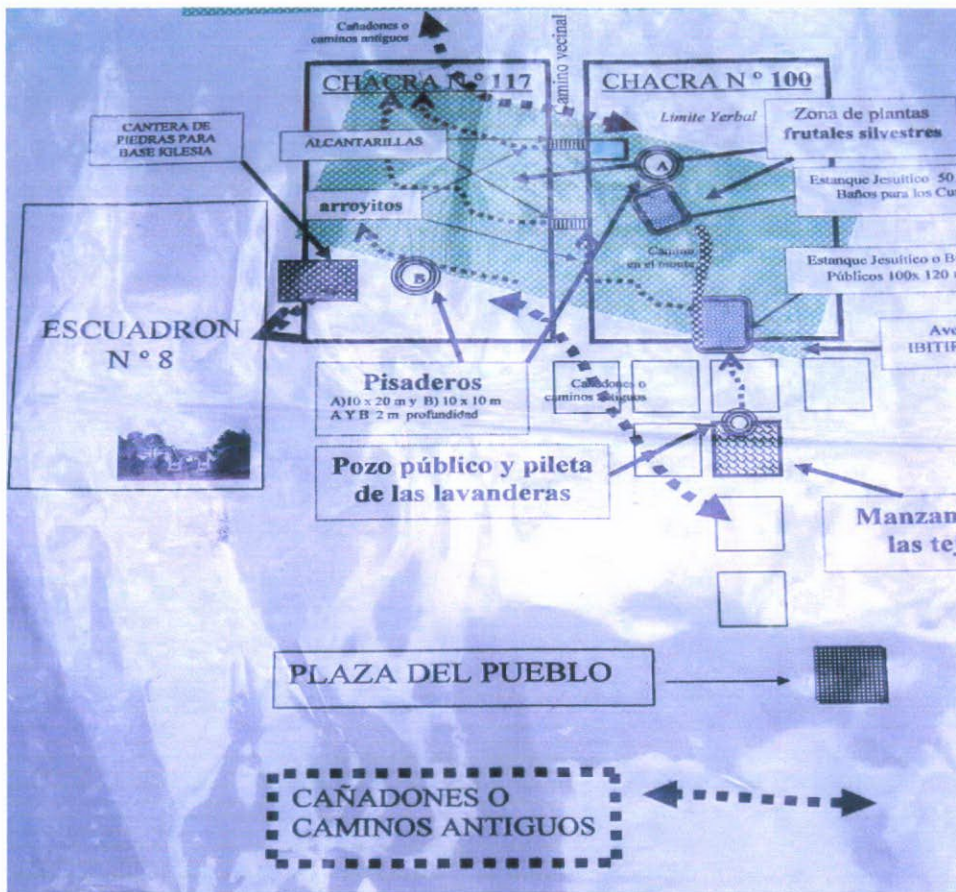 Cañadones o
caminos antiguos
Camino vecinal
CHACRA N° 117
CHACRA N° 100
Limite Yerbal
Zona de plantas
frutales silvestres
CANTERA DE
PIEDRAS PARA
BASE IGLESIA
ALCANTARILLAS
A
Estanque Jesuítico 50
Baños para los Cu
arroyitos
Camino
en el monte
Estanque Jesuítico o B
Públicos 100x 120
B
ESCUADRON
N° 8
Ave
IBITIR
Pisaderos
A)10 x 20 m y B) 10 x 10 m
A Y B 2 m profundidad
Cañadones o
caminos antiguos
Pozo público y pileta
de las lavanderas
Manzan
las tej
PLAZA DEL PUEBLO
CAÑADONES O
CAMINOS ANTIGUOS